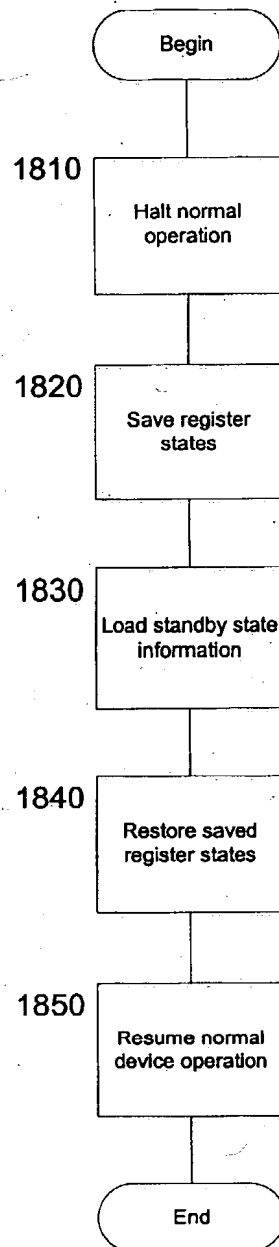 Begin
1810
Halt normal
operation
1820
Save register
states
1830
Load standby state
information
1840
Restore saved
register states
1850
Resume normal
device operation
End